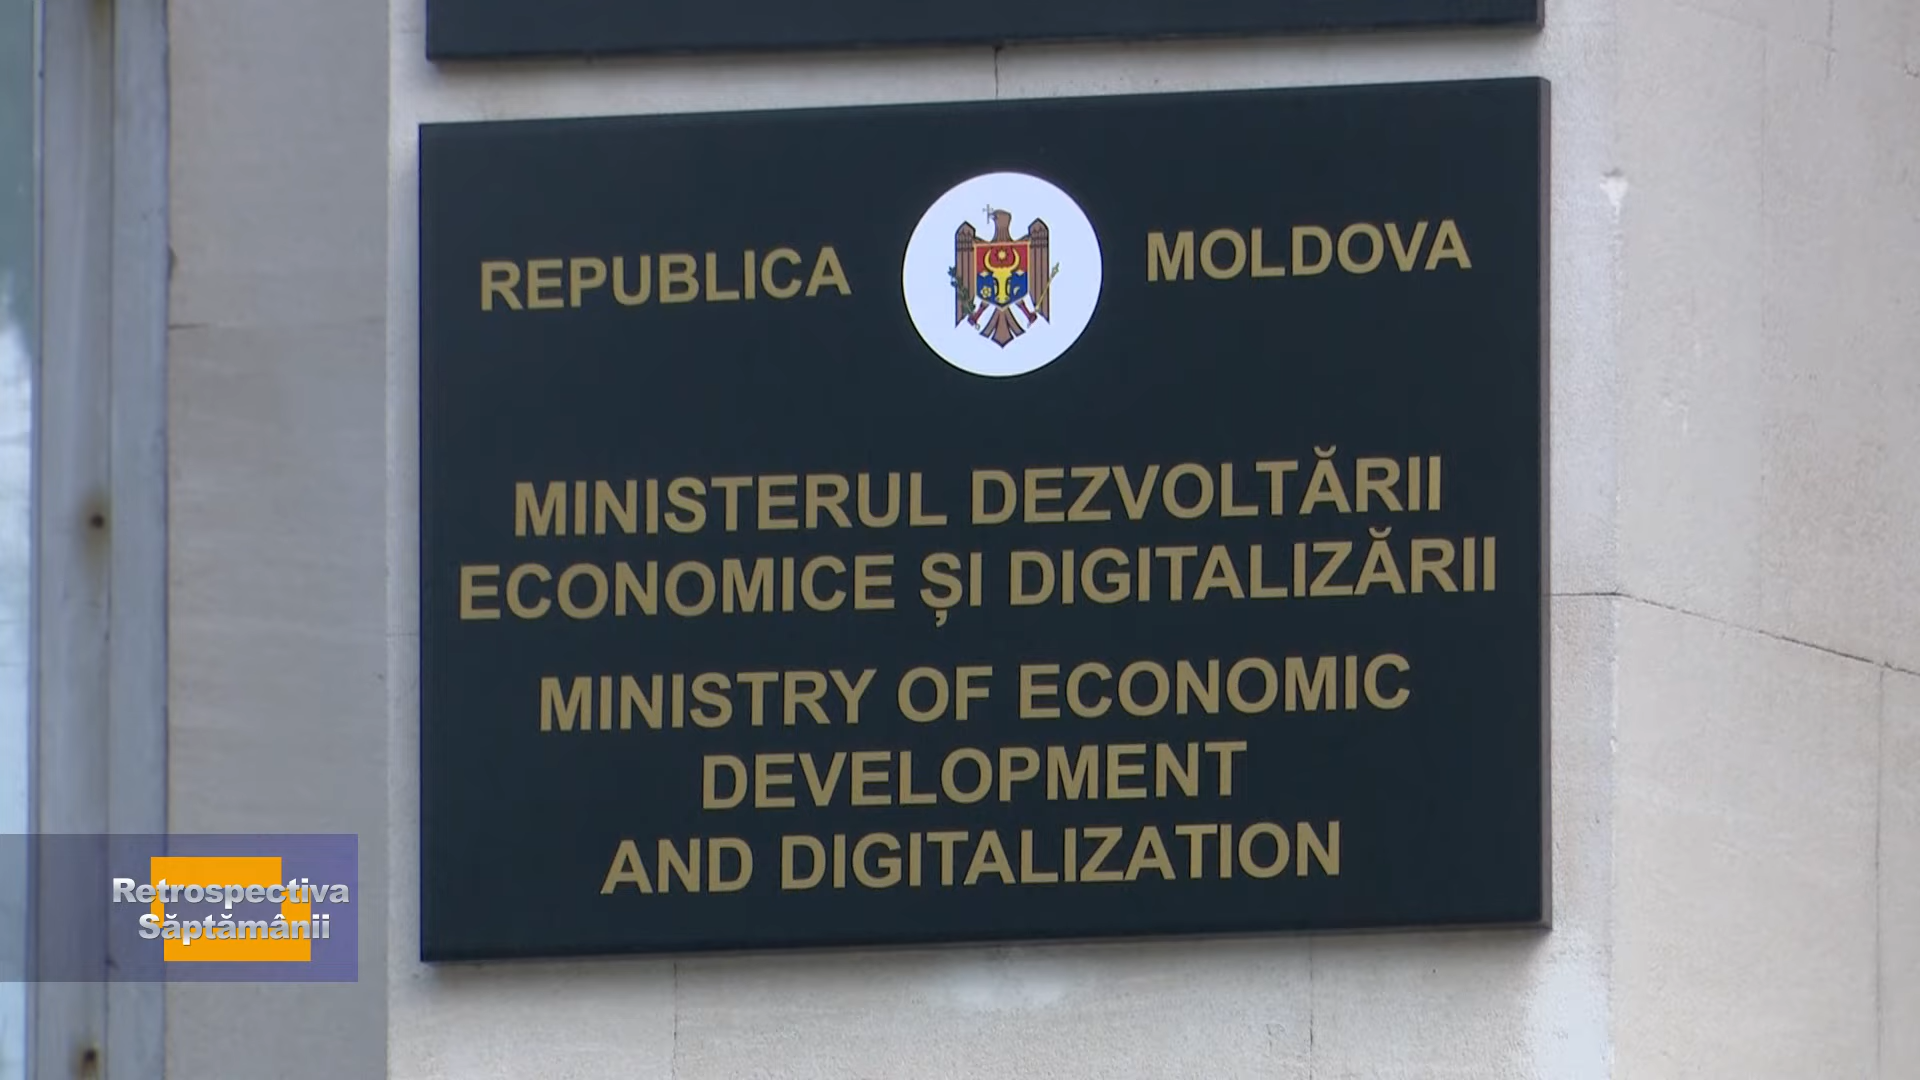 REPUBLICA MOLDOVA
MINISTERUL DEZVOLTĂRII
ECONOMICE ȘI DIGITALIZĂRII
MINISTRY OF ECONOMIC
DEVELOPMENT
AND DIGITALIZATION
Retrospectiva
Săptămânii